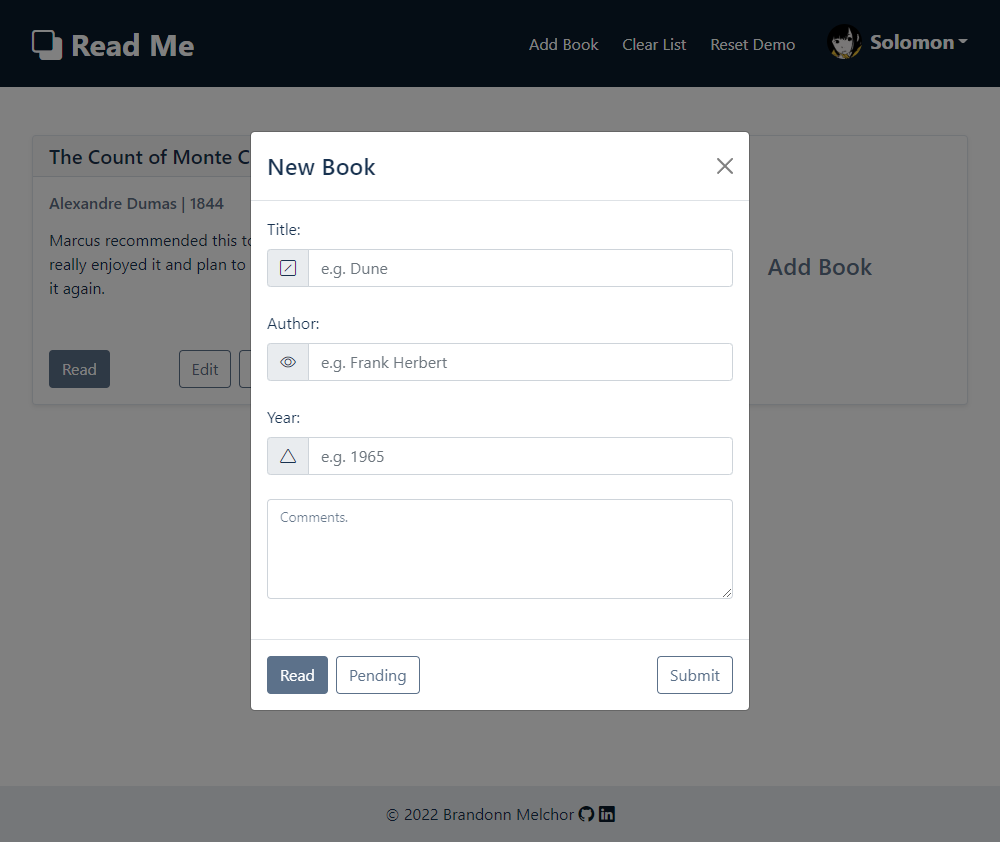 Read Me
Add Book Clear List Reset Demo Solomon
The Count of Monte C
Alexandre Dumas | 1844
Marcus recommended this to
really enjoyed it and plan to
it again.
Read Edit
New Book
Title:
e.g. Dune
Author:
e.g. Frank Herbert
Year:
e.g. 1965
Comments.
Read Pending Submit
Add Book
© 2022 Brandonn Melchor